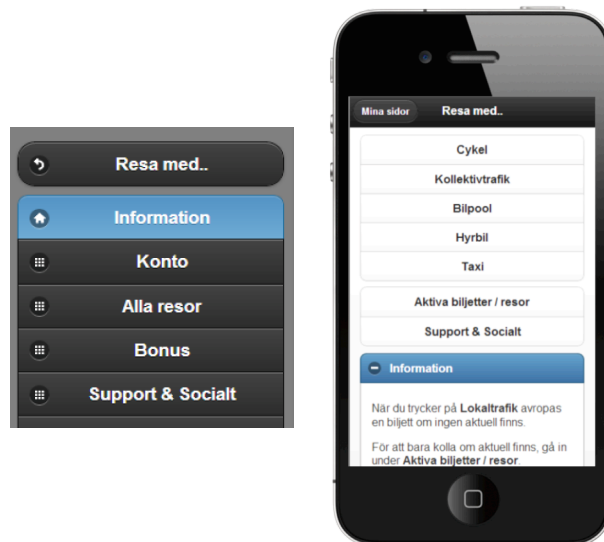 Resa med..
Information
Konto
Alla resor
Bonus
Support & Socialt
Mina sidor Resa med..
Cykel
Kollektivtrafik
Bilpool
Hyrbil
Taxi
Aktiva biljetter / resor
Support & Socialt
Information
När du trycker på Lokaltrafik avropas
en biljett om ingen aktuell finns.
För att bara kolla om aktuell finns, gå in
under Aktiva biljetter / resor.